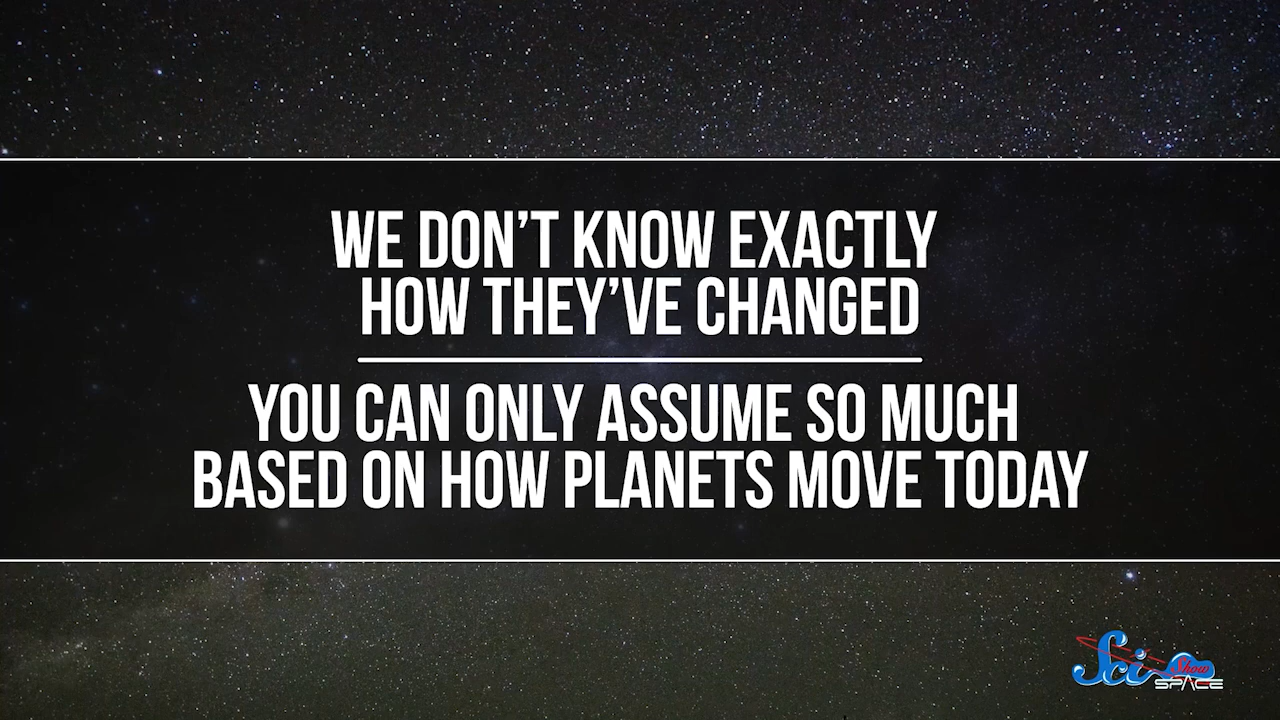 WE DON'T KNOW EXACTLY
HOW THEY'VE CHANGED
YOU CAN ONLY ASSUME SO MUCH
BASED ON HOW PLANETS MOVE TODAY
Sci Show
SPACE